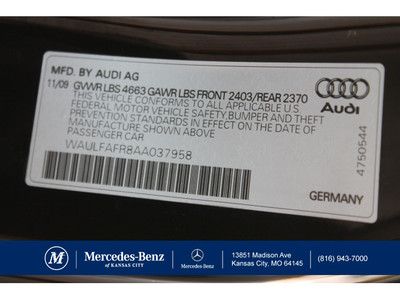 MFD. BY AUDI AG
11/09 GVWR LBS 4663 GAWR LBS FRONT 2403/REAR 2370
THIS VEHICLE CONFORMS TO ALL APPLICABLE U.S
FEDERAL MOTOR VEHICLE SAFETY, BUMPER AND THEFT
PREVENTION STANDARDS IN EFFECT ON THE
DATE OF MANUFACTURE SHOWN ABOVE
PASSENGER CAR
WAULFAFR8AA037958
Audi
4750544
GERMANY
M
Mercedes-Benz
OF KANSAS CITY
Mercedes-Benz
13851 Madison Ave
Kansas City, MO 64145
(816) 943-7000